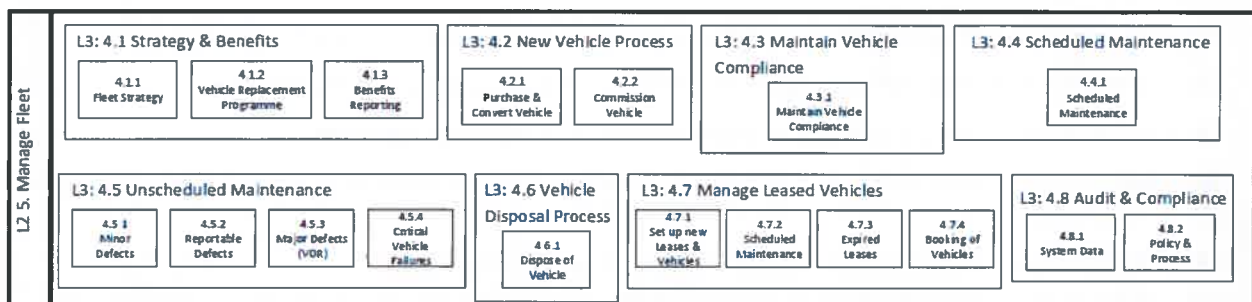 L2 5. Manage Fleet
L3: 4.1 Strategy & Benefits
4.1.1
Fleet Strategy
4.1.2
Vehicle Replacement
Programme
4.1.3
Benefits
Reporting
L3: 4.2 New Vehicle Process
4.2.1
Purchase &
Convert Vehicle
4.2.2
Commission
Vehicle
L3: 4.3 Maintain Vehicle
Compliance
4.3.1
Maintain Vehicle
Compliance
L3: 4.4 Scheduled Maintenance
4.4.1
Scheduled
Maintenance
L3: 4.5 Unscheduled Maintenance
4.5.1
Minor
Defects
4.5.2
Reportable
Defects
4.5.3
Major Defects
(VOR)
4.5.4
Critical
Vehicle
Failures
L3: 4.6 Vehicle
Disposal Process
4.6.1
Dispose of
Vehicle
L3: 4.7 Manage Leased Vehicles
4.7.1
Set up new
Leases &
Vehicles
4.7.2
Scheduled
Maintenance
4.7.3
Expired
Leases
4.7.4
Booking of
Vehicles
L3: 4.8 Audit & Compliance
4.8.1
System Data
4.8.2
Policy &
Process